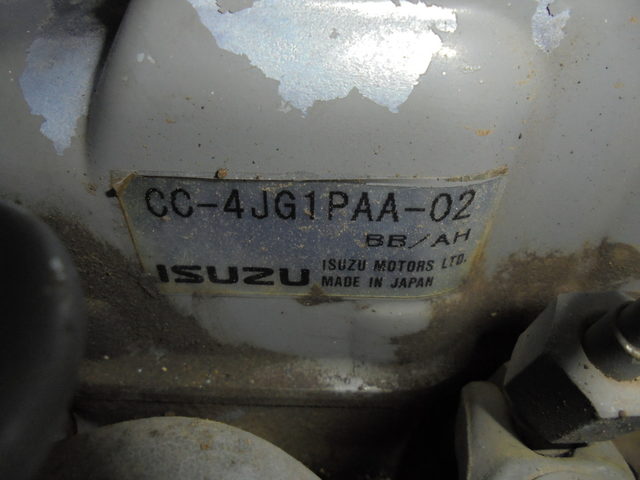 CC-4JG1PAA-02
BB/AH
ISUZU ISUZU MOTORS LTD.
MADE IN JAPAN